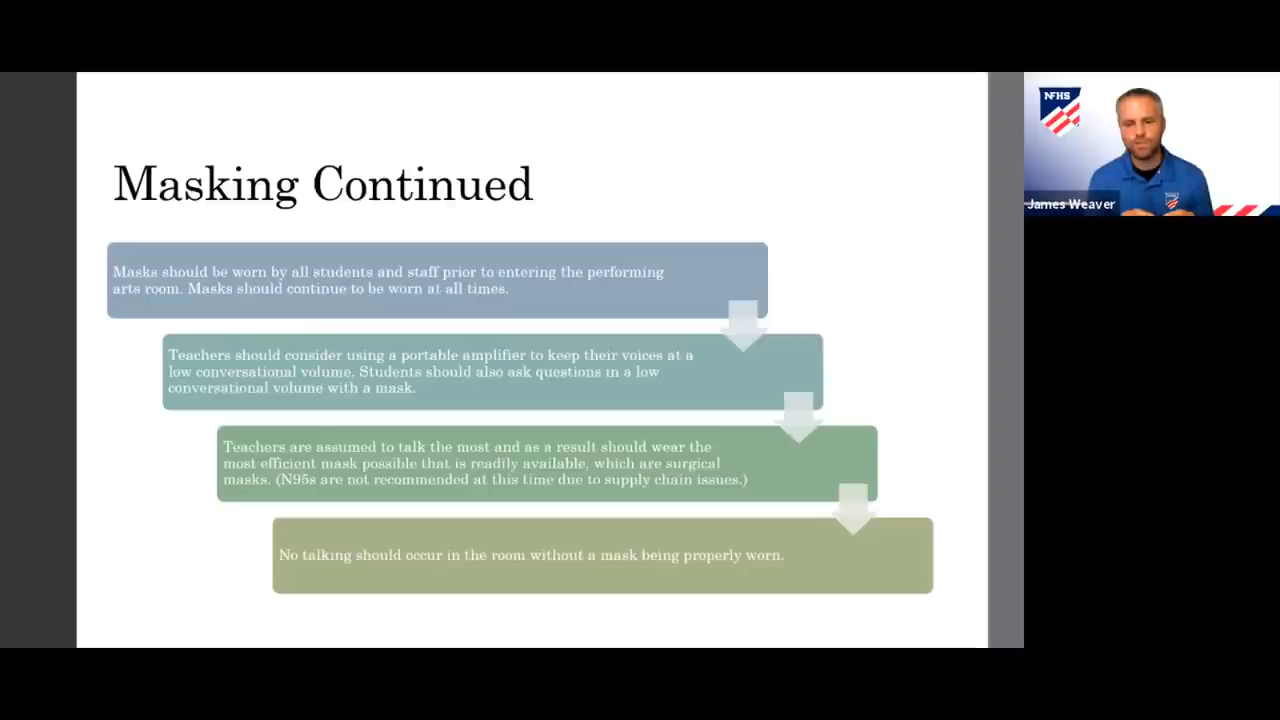 Masking Continued
Masks should be worn by all students and staff prior to entering the performing
arts room. Masks should continue to be worn at all times.
Teachers should consider using a portable amplifier to keep their voices at a
low conversational volume. Students should also ask questions in a low
conversational volume with a mask.
Teachers are assumed to talk the most and as a result should wear the
most efficient mask possible that is readily available, which are surgical
masks. (N95s are not recommended at this time due to supply chain issues.)
No talking should occur in the room without a mask being properly worn.
NFHS
James Weaver